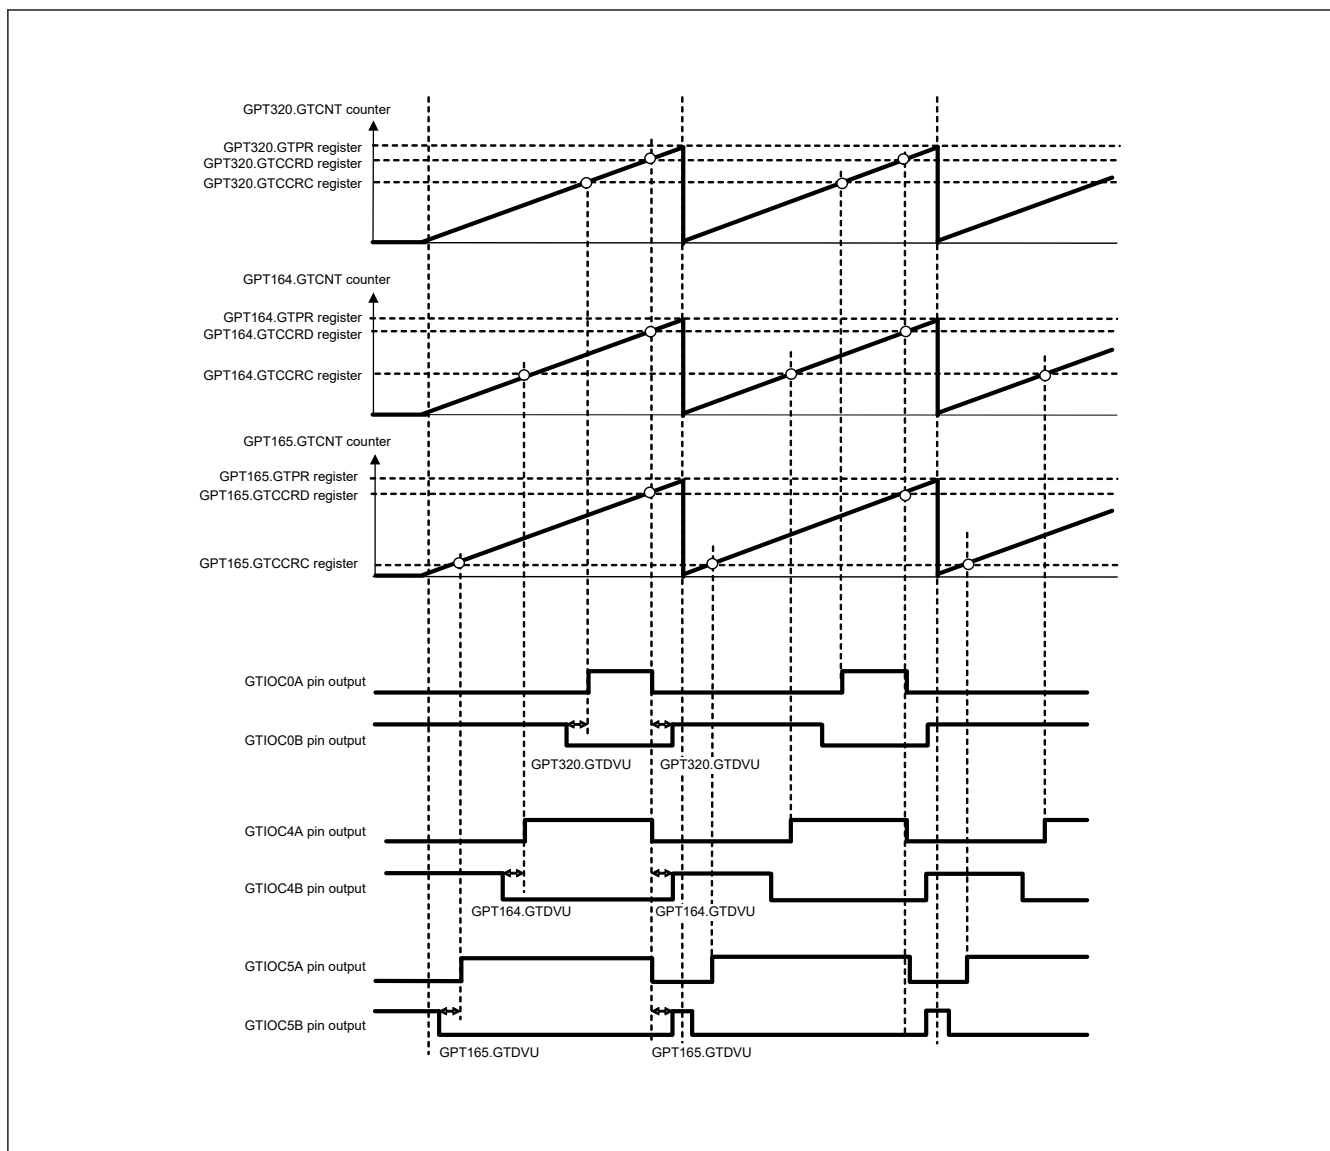 GPT320.GTCNT counter
GPT320.GTPR register
GPT320.GTCCRD register
GPT320.GTCCRC register
GPT164.GTCNT counter
GPT164.GTPR register
GPT164.GTCCRD register
GPT164.GTCCRC register
GPT165.GTCNT counter
GPT165.GTPR register
GPT165.GTCCRD register
GPT165.GTCCRC register
GTIOC0A pin output
GTIOC0B pin output
GPT320.GTDVU GPT320.GTDVU
GTIOC4A pin output
GTIOC4B pin output
GPT164.GTDVU GPT164.GTDVU
GTIOC5A pin output
GTIOC5B pin output
GPT165.GTDVU GPT165.GTDVU